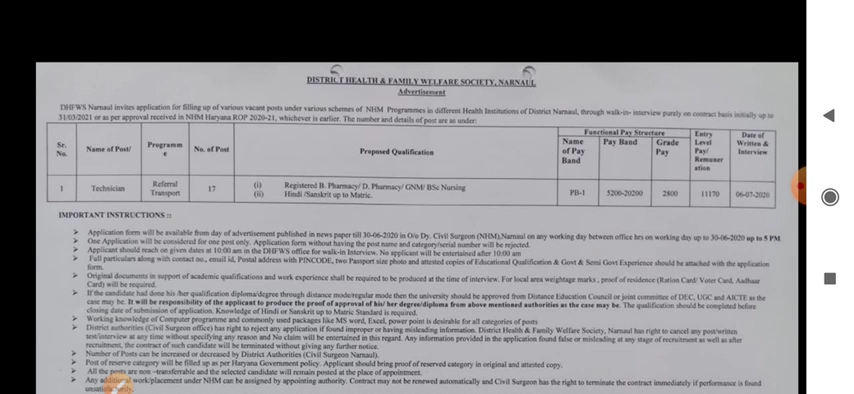 DISTRICT HEALTH & FAMILY WELFARE SOCIETY, NARNAUL
Advertisement
DHFWS Narnaul invites application for filling up of various vacant posts under various schemes of NHM Programmes in different Health Institutions of District Narnaul, through walk-in- interview purely on contract basis initially up to
31/03/2021 or as per approval received in NHM Haryana ROP 2020-21, whichever is earlier. The number and details of post are as under:
Sr. No. Name of Post/ Programme No. of Post Proposed Qualification Functional Pay Structure Name of Pay Band Pay Band Grade Pay Entry Level Pay/ Remuneration Date of Written & Interview
1 Technician Referral Transport 17 (i) Registered B. Pharmacy/ D. Pharmacy/ GNM/ BSc Nursing PB-1 5200-20200 2800 11170 06-07-2020
(ii) Hindi /Sanskrit up to Matric.
IMPORTANT INSTRUCTIONS ::
➤ Application form will be available from day of advertisement published in news paper till 30-06-2020 in O/o Dy. Civil Surgeon (NHM),Narnaul on any working day between office hrs on working day up to 30-06-2020 up to 5 PM
➤ One Application will be considered for one post only. Application form without having the post name and category/serial number will be rejected.
➤ Applicant should reach on given dates at 10:00 am in the DHFWS office for walk-in Interview. No applicant will be entertained after 10:00 am
➤ Full particulars along with contact no., email id, Postal address with PINCODE, two Passport size photo and attested copies of Educational Qualification & Govt & Semi Govt Experience should be attached with the application
form.
➤ Original documents in support of academic qualifications and work experience shall be required to be produced at the time of interview. For local area weightage marks , proof of residence (Ration Card/ Voter Card, Aadhaar
Card) will be required.
➤ If the candidate had done his /her qualification diploma/degree through distance mode/regular mode then the university should be approved from Distance Education Council or joint committee of DEC, UGC and AICTE as the
case may be. It will be responsibility of the applicant to produce the proof of approval of his/ her degree/diploma from above mentioned authorities as the case may be. The qualification should be completed before
closing date of submission of application. Knowledge of Hindi or Sanskrit up to Matric Standard is required.
➤ Working knowledge of Computer programme and commonly used packages like MS word, Excel, power point is desirable for all categories of posts
➤ District authorities (Civil Surgeon office) has right to reject any application if found improper or having misleading information. District Health & Family Welfare Society, Narnaul has right to cancel any post/written
test/interview at any time without specifying any reason and No claim will be entertained in this regard. Any information provided in the application found false or misleading at any stage of recruitment as well as after
recruitment, the contract of such candidate will be terminated without giving any further notice.
➤ Number of Posts can be increased or decreased by District Authorities (Civil Surgeon Narnaul).
➤ Post of reserve category will be filled up as per Haryana Government policy. Applicant should bring proof of reserved category in original and attested copy.
➤ All the posts are non –transferable and the selected candidate will remain posted at the place of appointment.
➤ Any additional work/placement under NHM can be assigned by appointing authority. Contract may not be renewed automatically and Civil Surgeon has the right to terminate the contract immediately if performance is found